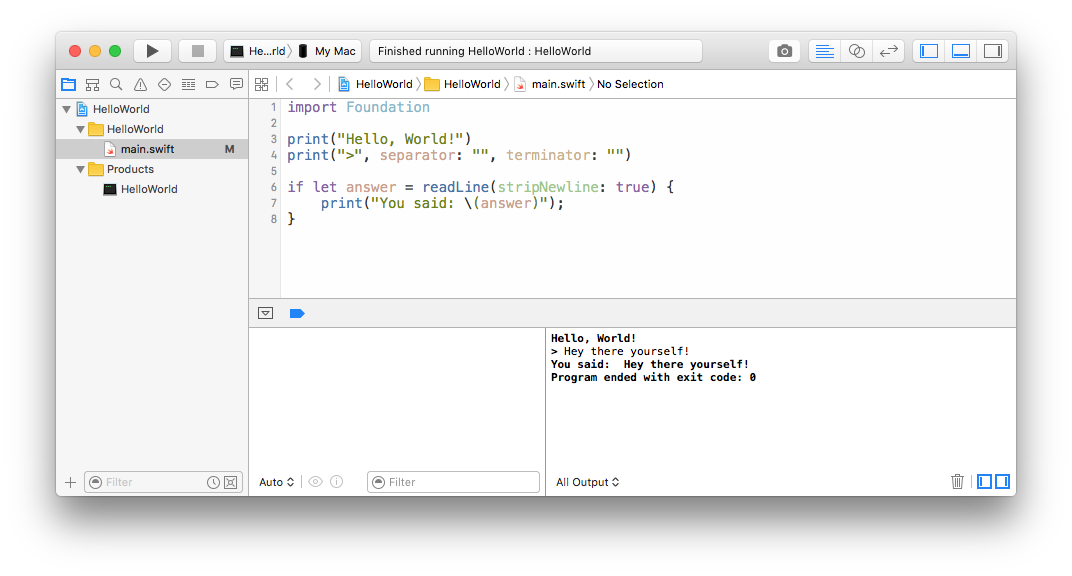 He...rld My Mac Finished running HelloWorld : HelloWorld
HelloWorld HelloWorld main.swift No Selection
HelloWorld
HelloWorld
main.swift M
Products
HelloWorld
1 import Foundation
2
3 print("Hello, World!")
4 print(">", separator: "", terminator: "")
5
6 if let answer = readLine(stripNewline: true) {
7 print("You said: \(answer)");
8 }
Hello, World!
> Hey there yourself!
You said:  Hey there yourself!
Program ended with exit code: 0
Filter
Auto Filter
All Output